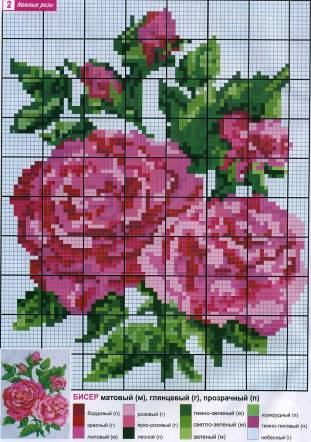 2 Нежные розы
БИСЕР матовый (м), глянцевый (г), прозрачный (п)
бордовый (п) розовый (г) темно-зеленый (м) изумрудный (п)
красный (г) ярко-розовый (г) светло-зеленый (м) темно-лиловый (п)
лиловый (м) лесной (п) зеленый (м) небесный (г)